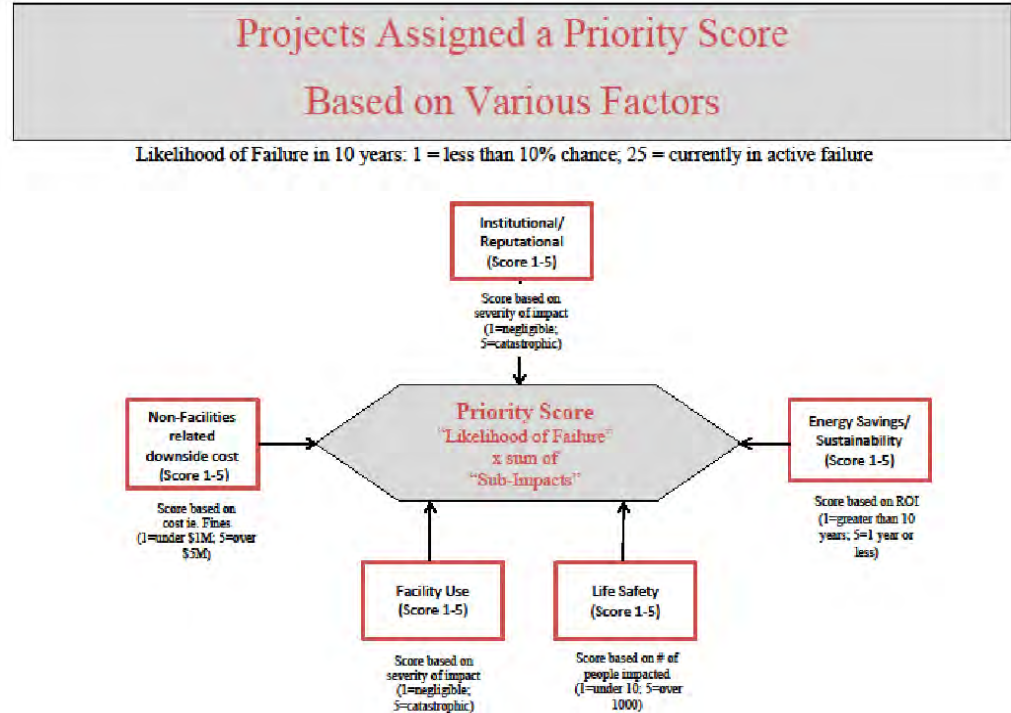 Projects Assigned a Priority Score
Based on Various Factors
Likelihood of Failure in 10 years: 1 = less than 10% chance; 25 = currently in active failure
Institutional/
Reputational
(Score 1-5)
Score based on
severity of impact
(1=negligible;
5=catastrophic)
Non-Facilities
related
downside cost
(Score 1-5)
Score based on
cost ie. Fines
(1=under $1M; 5=over
$5M)
Priority Score
"Likelihood of Failure"
x sum of
"Sub-Impacts"
Energy Savings/
Sustainability
(Score 1-5)
Score based on ROI
(1=greater than 10
years; 5=1 year or
less)
Facility Use
(Score 1-5)
Score based on
severity of impact
(1=negligible;
5=catastrophic)
Life Safety
(Score 1-5)
Score based on # of
people impacted
(1=under 10; 5=over
1000)